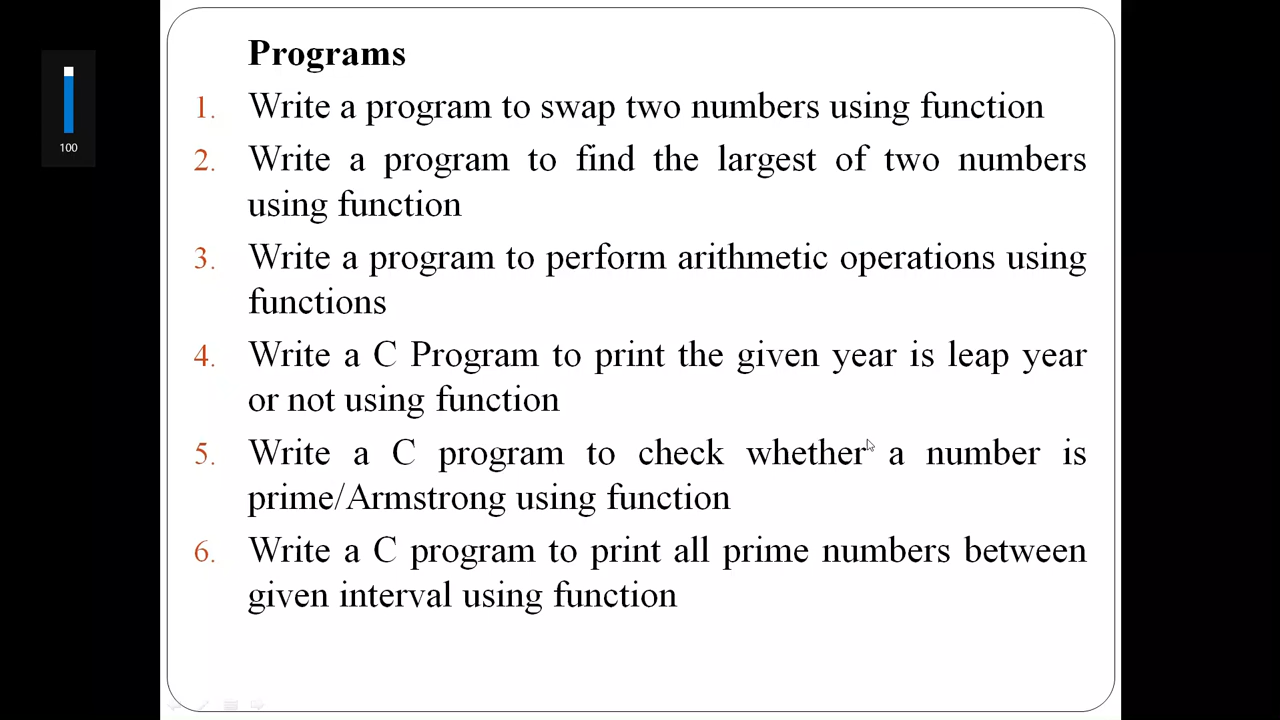 Programs
1. Write a program to swap two numbers using function
2. Write a program to find the largest of two numbers
using function
3. Write a program to perform arithmetic operations using
functions
4. Write a C Program to print the given year is leap year
or not using function
5. Write a C program to check whether a number is
prime/Armstrong using function
6. Write a C program to print all prime numbers between
given interval using function
100